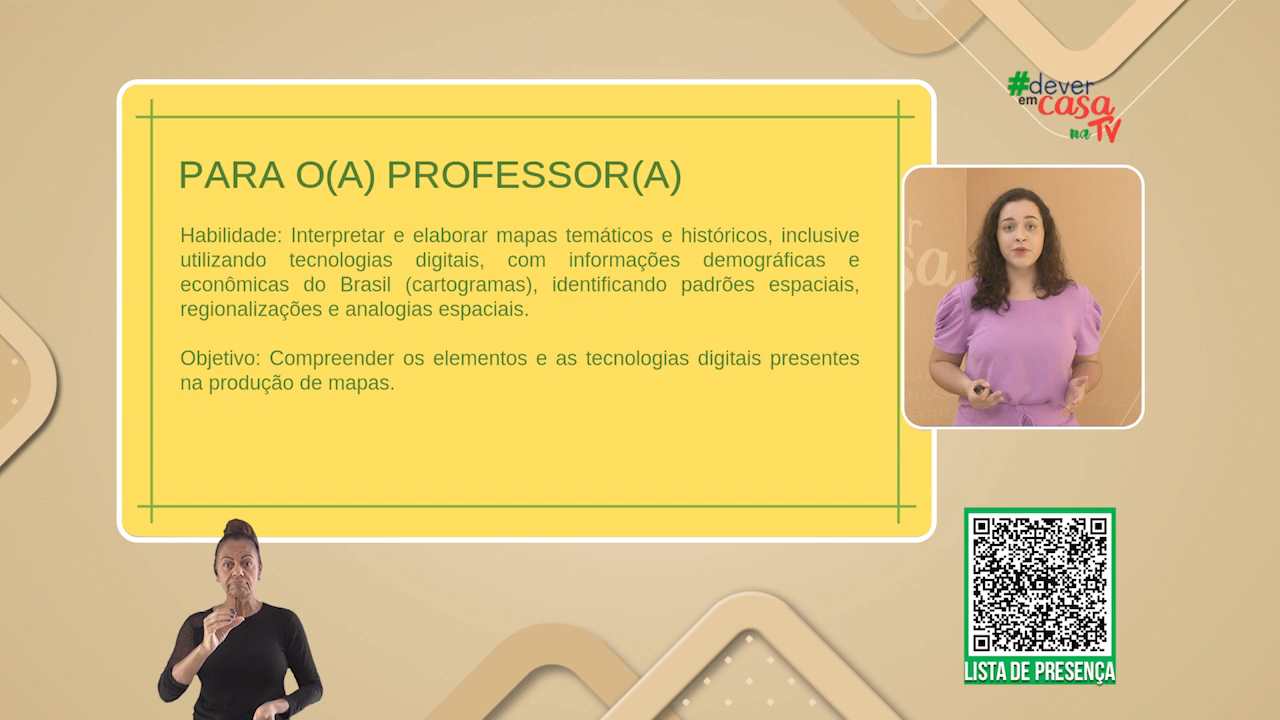 #dever
em casa
na TV
PARA O(A) PROFESSOR(A)
Habilidade: Interpretar e elaborar mapas temáticos e históricos, inclusive
utilizando tecnologias digitais, com informações demográficas e
econômicas do Brasil (cartogramas), identificando padrões espaciais,
regionalizações e analogias espaciais.
Objetivo: Compreender os elementos e as tecnologias digitais presentes
na produção de mapas.
LISTA DE PRESENÇA